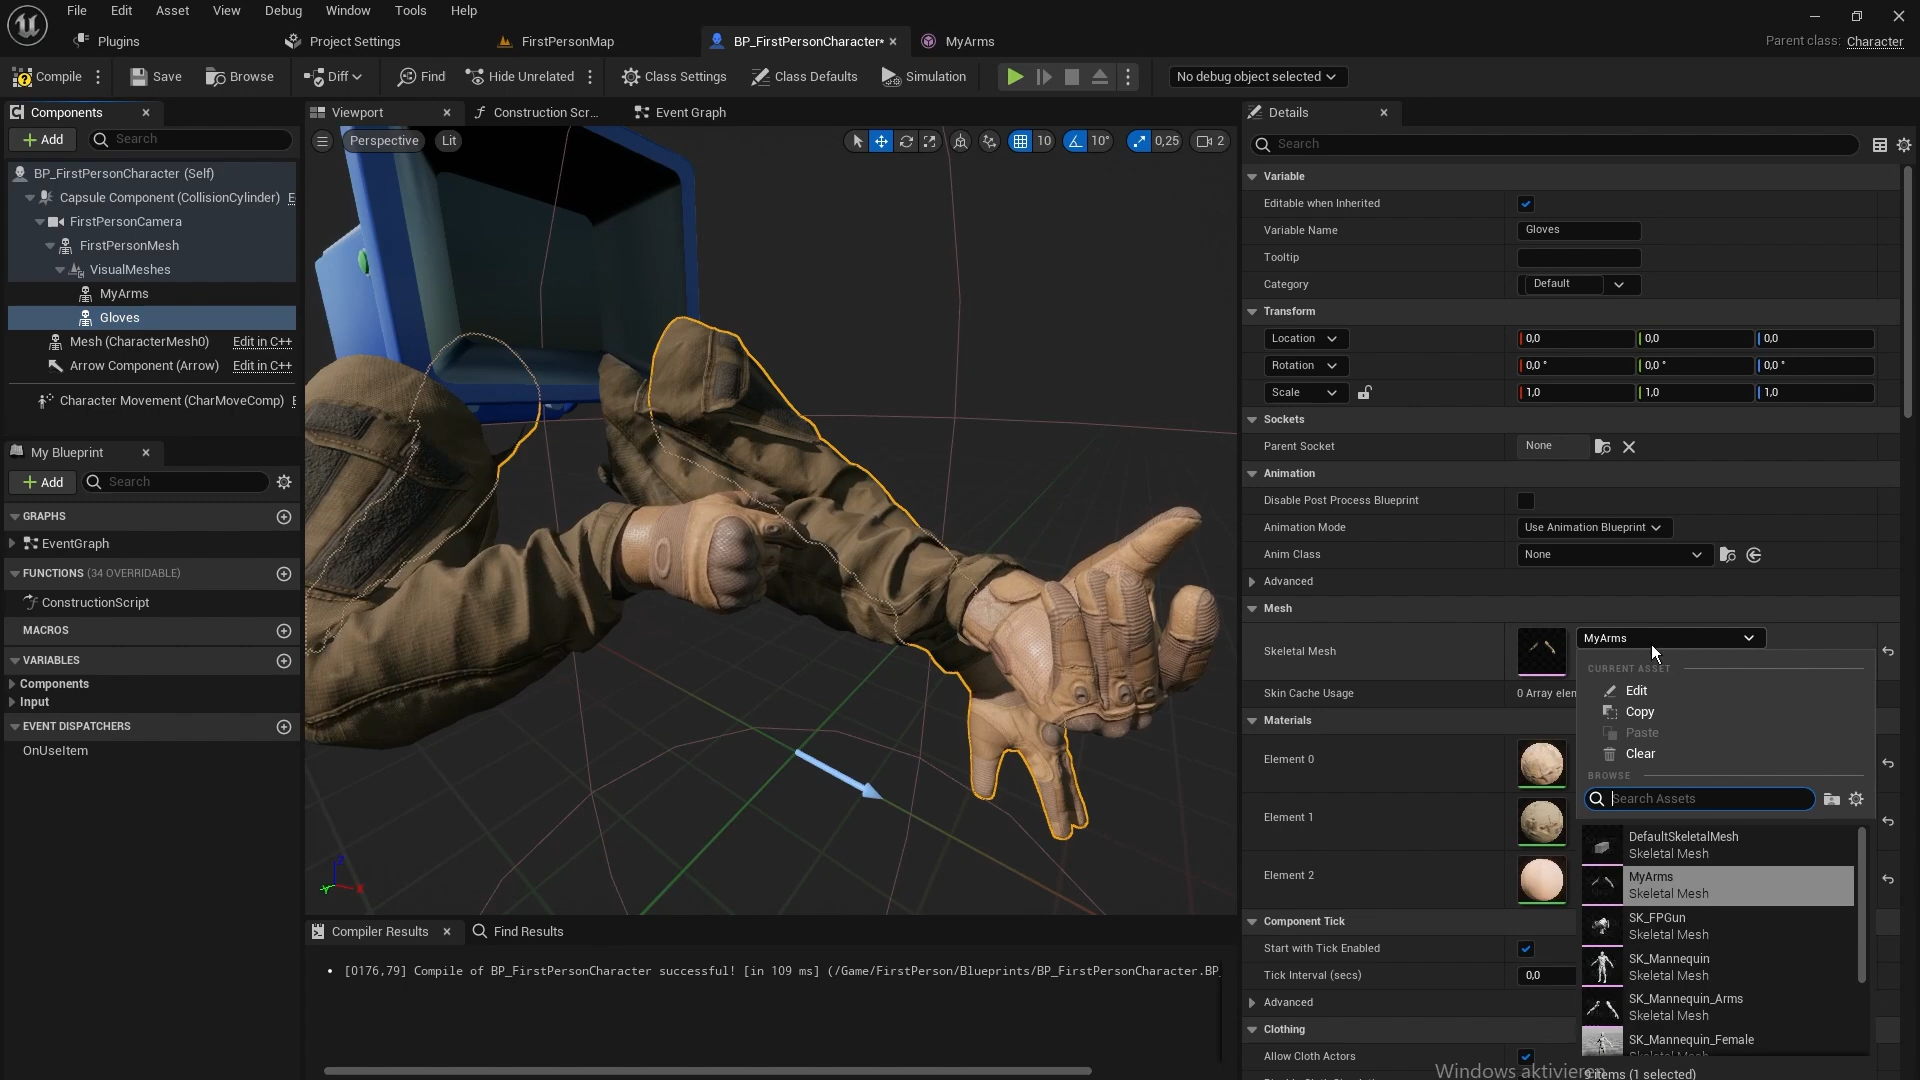 File Edit Asset View Debug Window Tools Help
Plugins Project Settings FirstPersonMap BP_FirstPersonCharacter* MyArms Parent class: Character
Compile Save Browse Diff Find Hide Unrelated Class Settings Class Defaults Simulation No debug object selected
Components
Add Search
BP_FirstPersonCharacter (Self)
Capsule Component (CollisionCylinder) E
FirstPersonCamera
FirstPersonMesh
VisualMeshes
MyArms
Gloves
Mesh (CharacterMesh0) Edit in C++
Arrow Component (Arrow) Edit in C++
Character Movement (CharMoveComp) E
My Blueprint
Add Search
GRAPHS
EventGraph
FUNCTIONS (34 OVERRIDABLE)
ConstructionScript
MACROS
VARIABLES
Components
Input
EVENT DISPATCHERS
OnUseItem
Viewport Construction Scr... Event Graph
Perspective Lit 10 10° 0,25 2
Compiler Results Find Results
[0176,79] Compile of BP_FirstPersonCharacter successful! [in 109 ms] (/Game/FirstPerson/Blueprints/BP_FirstPersonCharacter.BP_
Details
Search
Variable
Editable when Inherited
Variable Name Gloves
Tooltip
Category Default
Transform
Location 0,0 0,0 0,0
Rotation 0,0 ° 0,0 ° 0,0 °
Scale 1,0 1,0 1,0
Sockets
Parent Socket None
Animation
Disable Post Process Blueprint
Animation Mode Use Animation Blueprint
Anim Class None
Advanced
Mesh
Skeletal Mesh MyArms
Skin Cache Usage 0 Array elen
Materials
Element 0
Element 1
Element 2
Component Tick
Start with Tick Enabled
Tick Interval (secs) 0,0
Advanced
Clothing
Allow Cloth Actors
CURRENT ASSET
Edit
Copy
Paste
Clear
BROWSE
Search Assets
DefaultSkeletalMesh
Skeletal Mesh
MyArms
Skeletal Mesh
SK_FPGun
Skeletal Mesh
SK_Mannequin
Skeletal Mesh
SK_Mannequin_Arms
Skeletal Mesh
SK_Mannequin_Female
9 items (1 selected)
Windows aktivieren